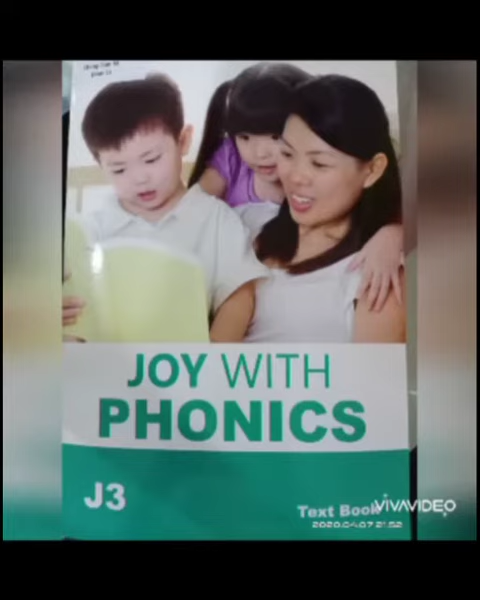 JOY WITH
PHONICS
J3
Text Book
VIVAVIDEO
2020.04.07 21:52